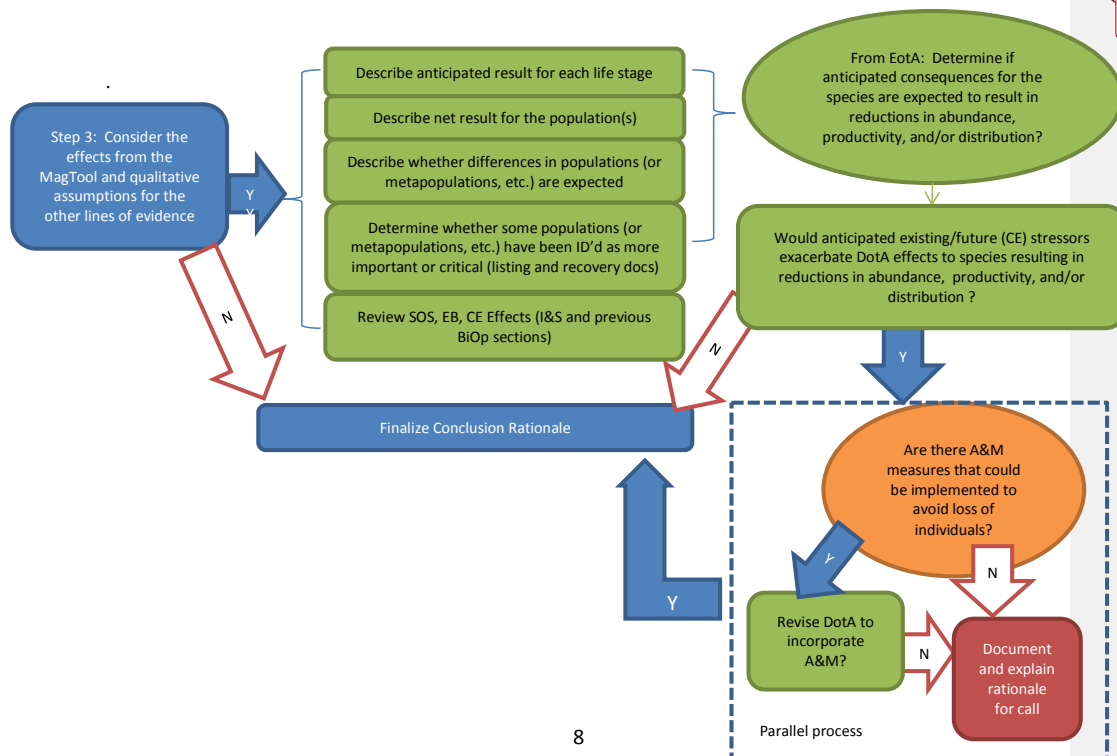 .
Step 3: Consider the
effects from the
MagTool and qualitative
assumptions for the
other lines of evidence
Y
Y
N
Describe anticipated result for each life stage
Describe net result for the population(s)
Describe whether differences in populations (or
metapopulations, etc.) are expected
Determine whether some populations (or
metapopulations, etc.) have been ID’d as more
important or critical (listing and recovery docs)
Review SOS, EB, CE Effects (I&S and previous
BiOp sections)
From EotA: Determine if
anticipated consequences for the
species are expected to result in
reductions in abundance,
productivity, and/or distribution?
Would anticipated existing/future (CE) stressors
exacerbate DotA effects to species resulting in
reductions in abundance, productivity, and/or
distribution ?
N
Y
Finalize Conclusion Rationale
Are there A&M
measures that could
be implemented to
avoid loss of
individuals?
Y
N
Y
Revise DotA to
incorporate
A&M?
N
Document
and explain
rationale
for call
Parallel process
8